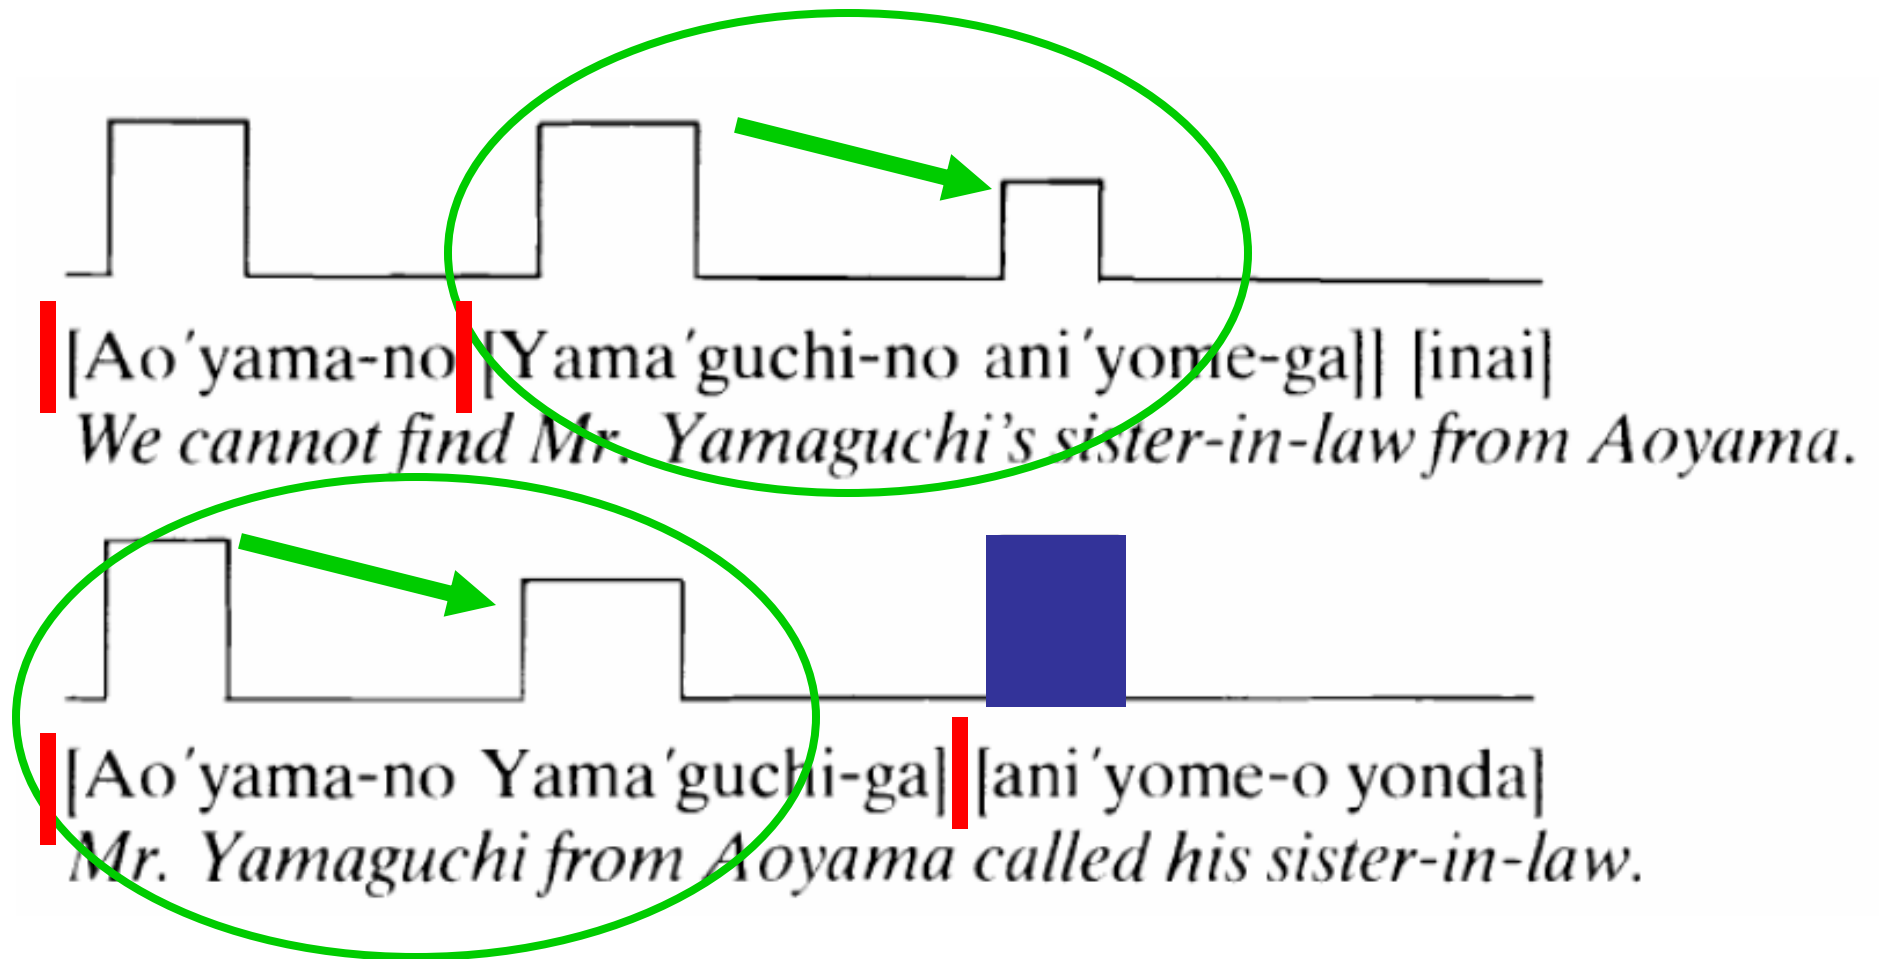 [Ao′yama-no [Yama′guchi-no ani′yome-ga]] [inai]
We cannot find Mr. Yamaguchi's sister-in-law from Aoyama.
[Ao′yama-no Yama′guchi-ga] [ani′yome-o yonda]
Mr. Yamaguchi from Aoyama called his sister-in-law.